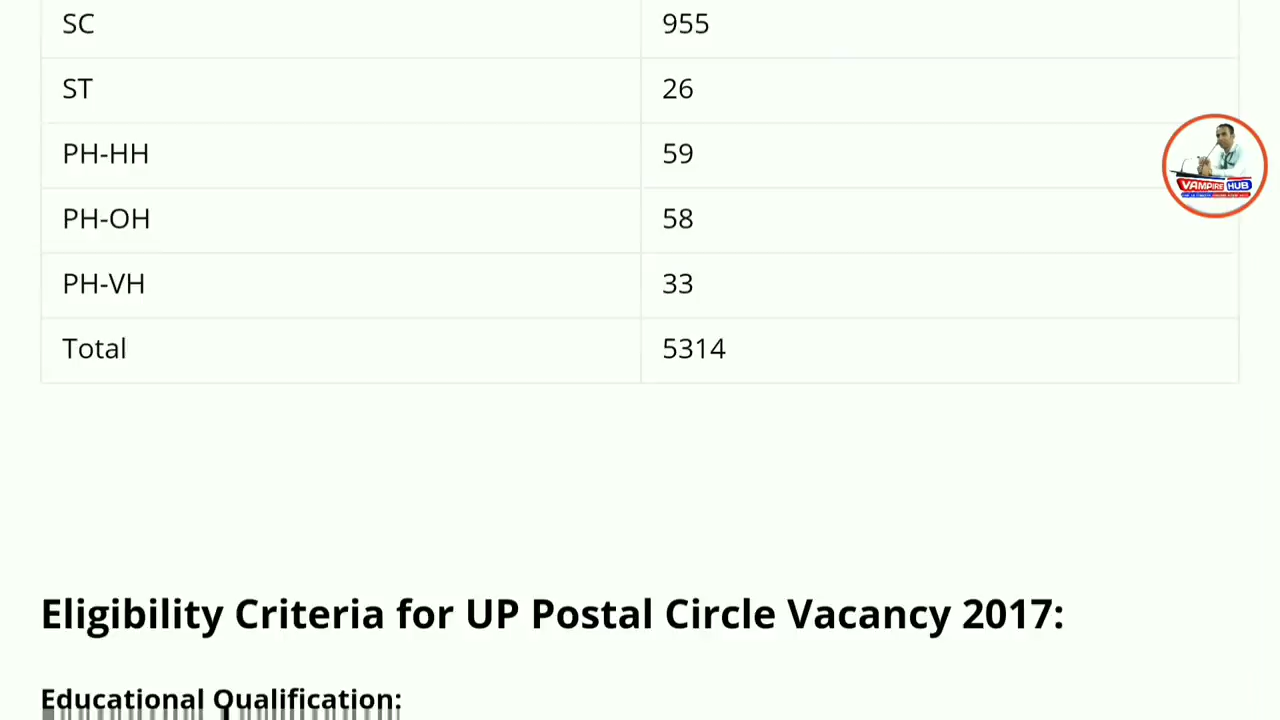 SC 955
ST 26
PH-HH 59
PH-OH 58
PH-VH 33
Total 5314
VAMPIRE HUB
Eligibility Criteria for UP Postal Circle Vacancy 2017:
Educational Qualification: